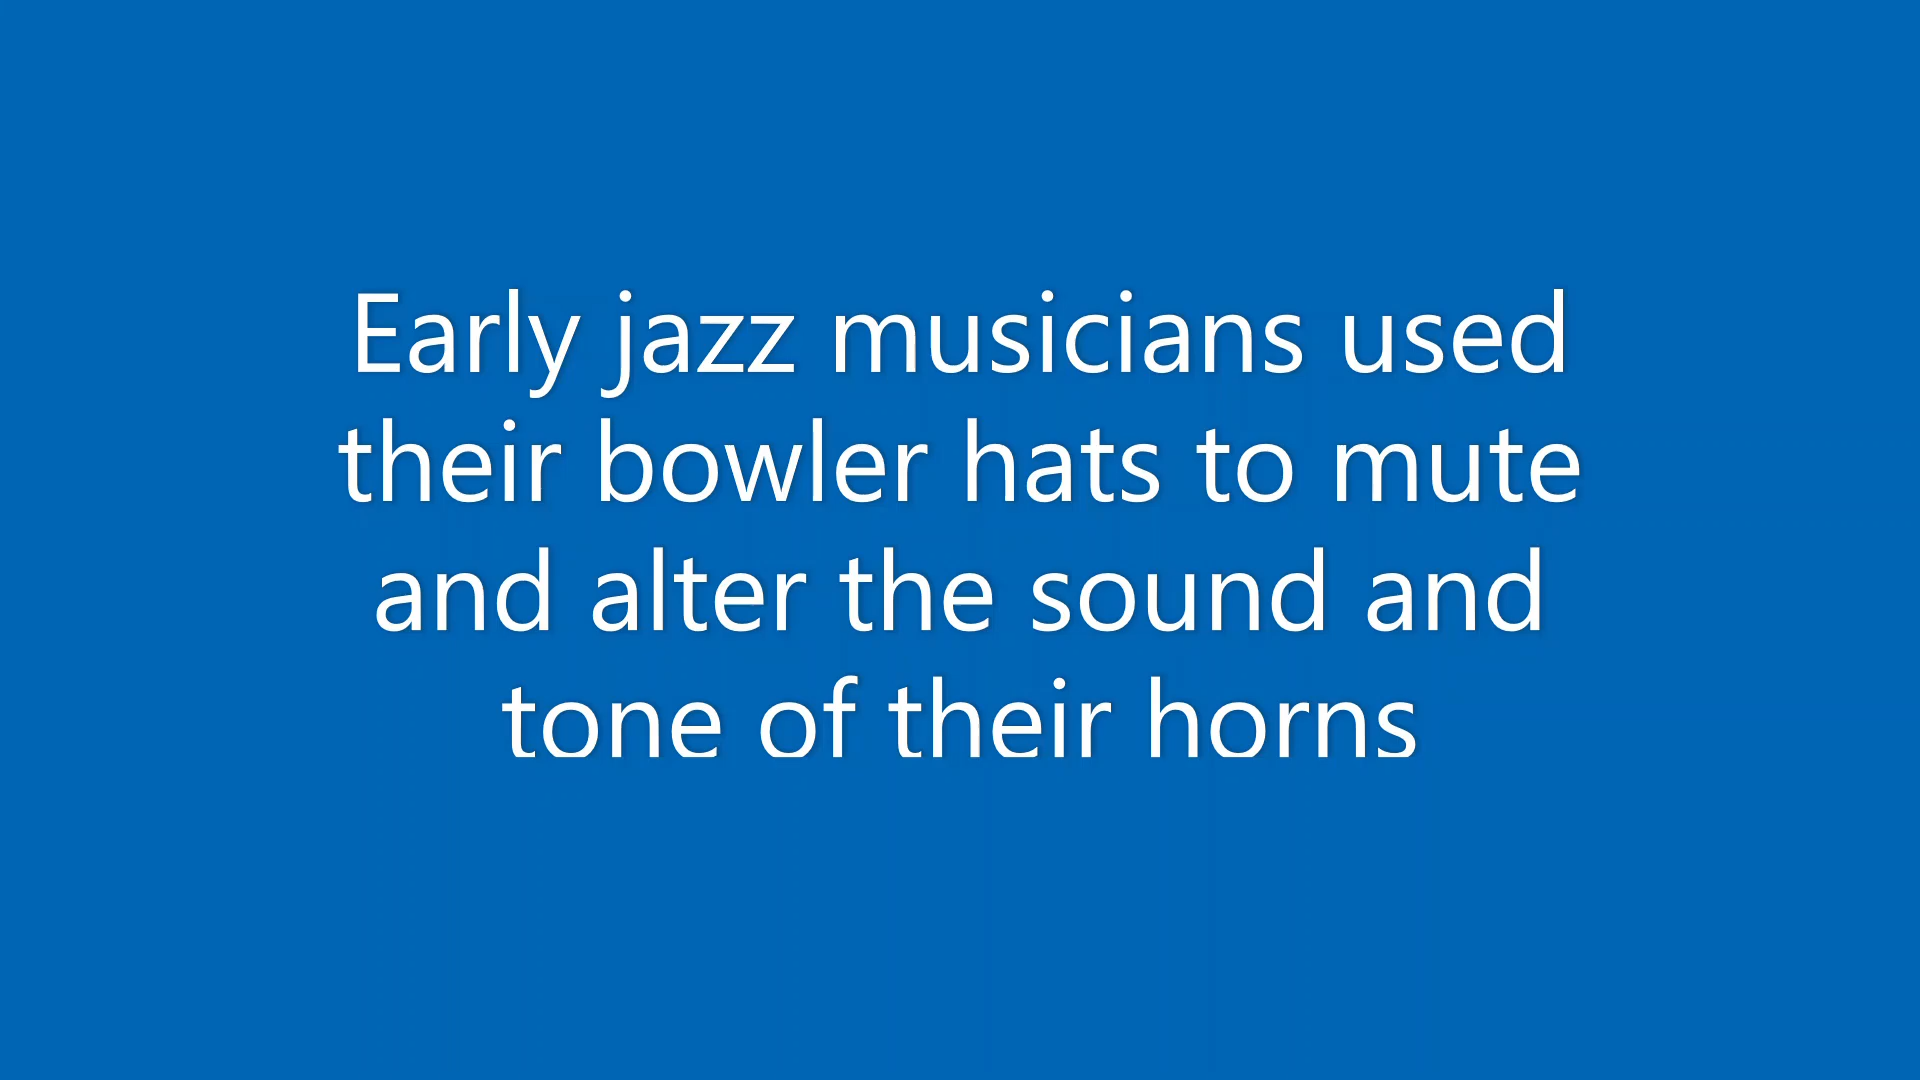 Early jazz musicians used
their bowler hats to mute
and alter the sound and
tone of their horns